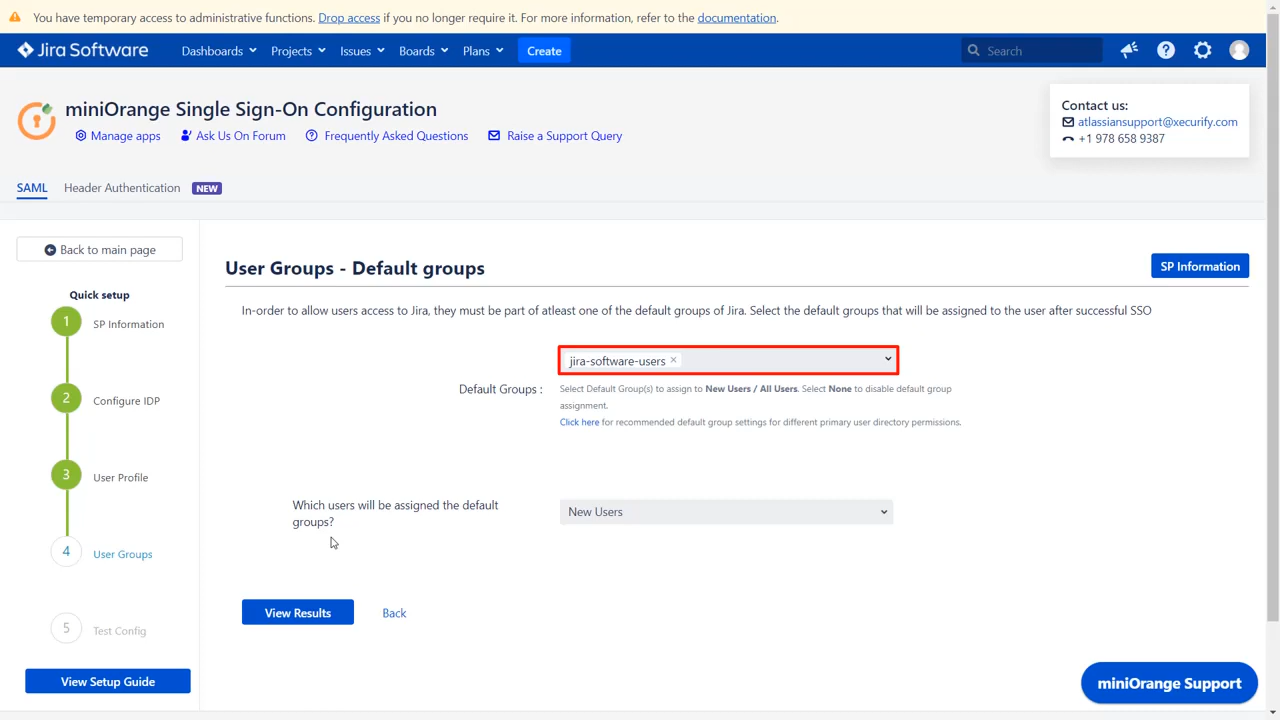 You have temporary access to administrative functions. Drop access if you no longer require it. For more information, refer to the documentation.
Jira Software
Dashboards
Projects
Issues
Boards
Plans
Create
Search
miniOrange Single Sign-On Configuration
Manage apps
Ask Us On Forum
Frequently Asked Questions
Raise a Support Query
Contact us:
atlassiansupport@xecurify.com
+1 978 658 9387
SAML
Header Authentication
NEW
Back to main page
Quick setup
1
SP Information
2
Configure IDP
3
User Profile
4
User Groups
5
Test Config
View Setup Guide
User Groups - Default groups
SP Information
In-order to allow users access to Jira, they must be part of atleast one of the default groups of Jira. Select the default groups that will be assigned to the user after successful SSO
jira-software-users ×
Default Groups :
Select Default Group(s) to assign to New Users / All Users. Select None to disable default group
assignment.
Click here for recommended default group settings for different primary user directory permissions.
Which users will be assigned the default
groups?
New Users
View Results
Back
miniOrange Support